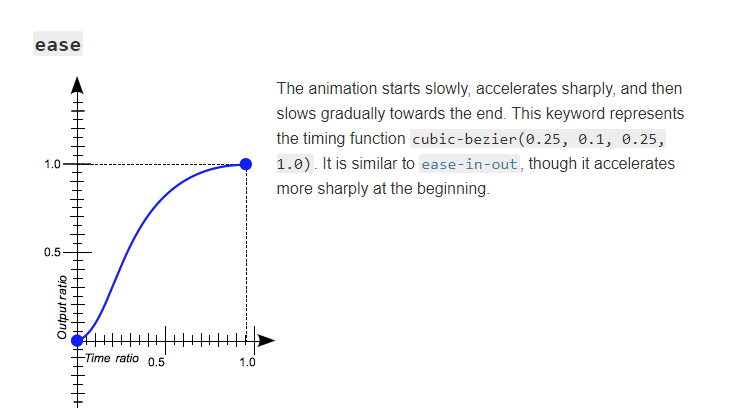 ease
The animation starts slowly, accelerates sharply, and then
slows gradually towards the end. This keyword represents
the timing function cubic-bezier(0.25, 0.1, 0.25,
1.0). It is similar to ease-in-out, though it accelerates
more sharply at the beginning.
1.0
0.5
Output ratio
Time ratio
0.5
1.0